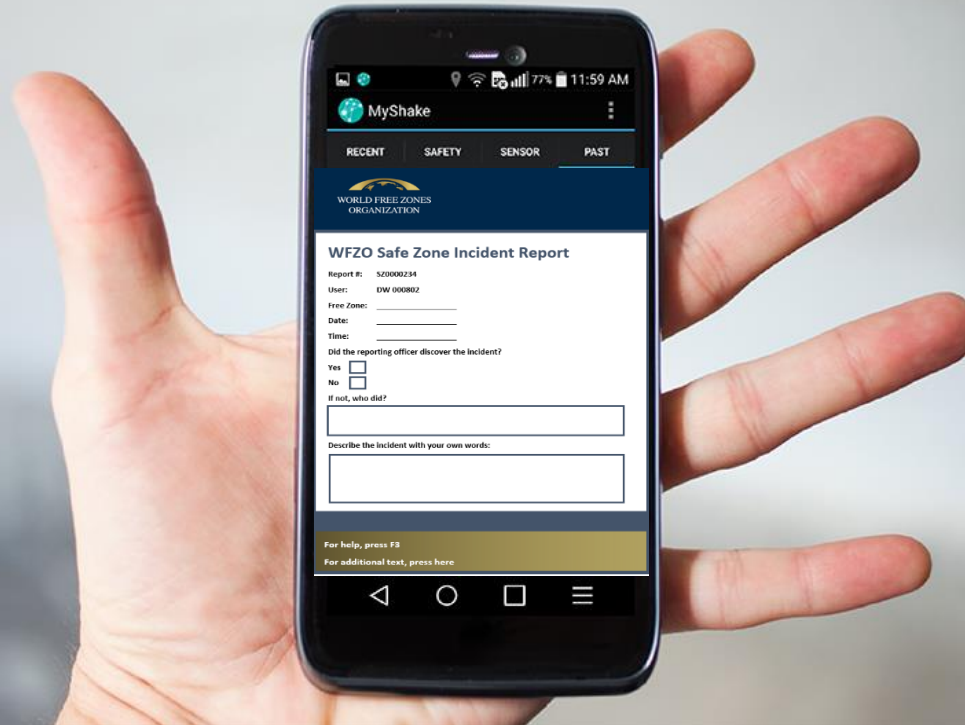 77% 11:59 AM
MyShake
RECENT SAFETY SENSOR PAST
WORLD FREE ZONES
ORGANIZATION
WFZO Safe Zone Incident Report
Report #: SZ0000234
User: DW 000802
Free Zone:
Date:
Time:
Did the reporting officer discover the incident?
Yes
No
If not, who did?
Describe the incident with your own words:
For help, press F3
For additional text, press here